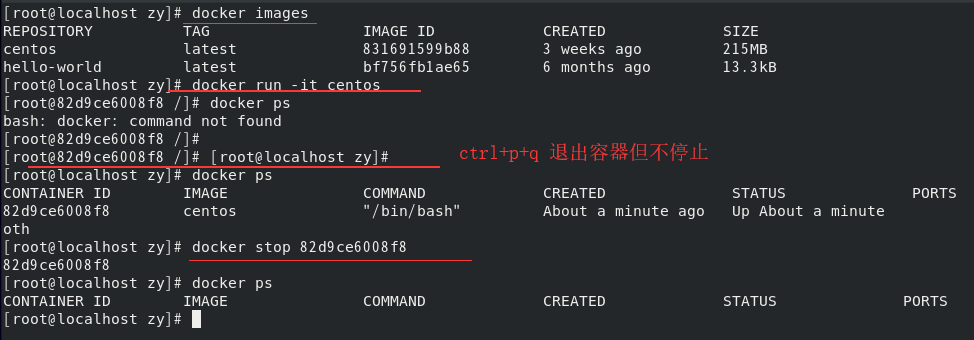 [root@localhost zy]# docker images
REPOSITORY TAG IMAGE ID CREATED SIZE
centos latest 831691599b88 3 weeks ago 215MB
hello-world latest bf756fb1ae65 6 months ago 13.3kB
[root@localhost zy]# docker run -it centos
[root@82d9ce6008f8 /]# docker ps
bash: docker: command not found
[root@82d9ce6008f8 /]#
[root@82d9ce6008f8 /]# [root@localhost zy]# ctrl+p+q 退出容器但不停止
[root@localhost zy]# docker ps
CONTAINER ID IMAGE COMMAND CREATED STATUS PORTS
82d9ce6008f8 centos "/bin/bash" About a minute ago Up About a minute
oth
[root@localhost zy]# docker stop 82d9ce6008f8
82d9ce6008f8
[root@localhost zy]# docker ps
CONTAINER ID IMAGE COMMAND CREATED STATUS PORTS
[root@localhost zy]#